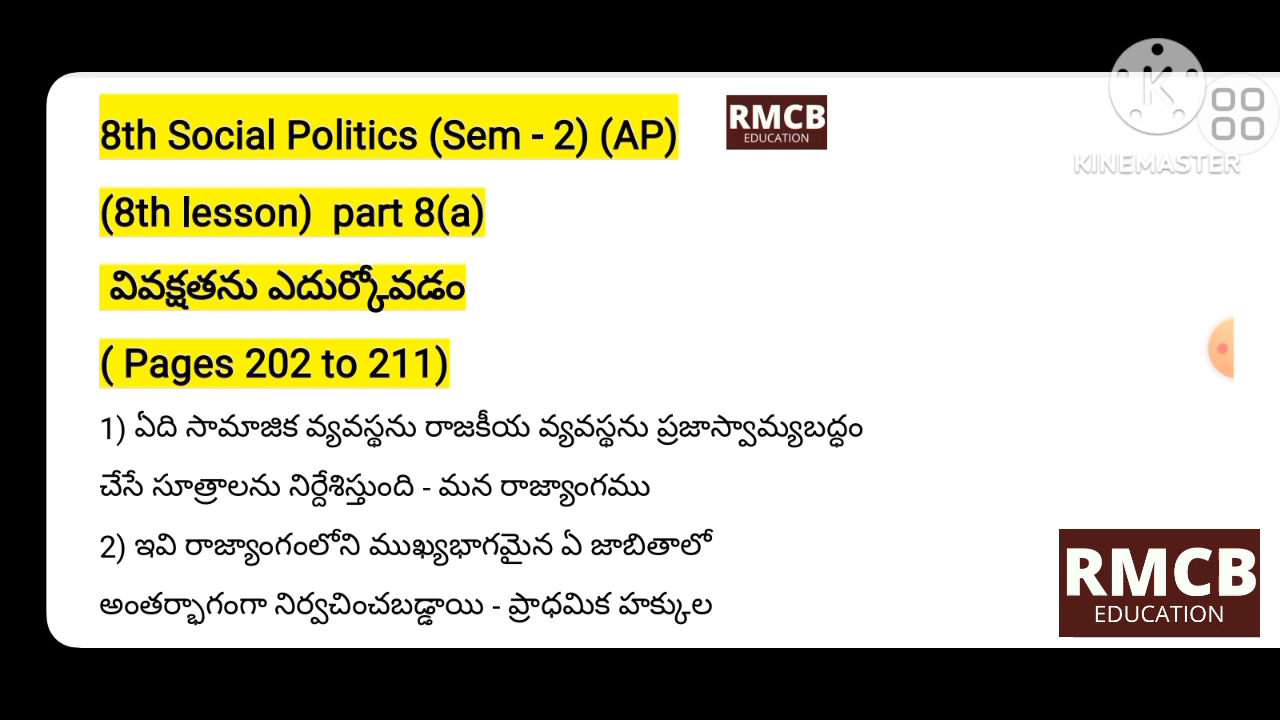 8th Social Politics (Sem - 2) (AP)
RMCB
EDUCATION
KINEMASTER
(8th lesson) part 8(a)
వివక్షతను ఎదుర్కోవడం
( Pages 202 to 211)
1) ఏది సామాజిక వ్యవస్థను రాజకీయ వ్యవస్థను ప్రజాస్వామ్యబద్ధం
చేసే సూత్రాలను నిర్దేశిస్తుంది - మన రాజ్యాంగము
2) ఇవి రాజ్యాంగంలోని ముఖ్యభాగమైన ఏ జాబితాలో
అంతర్భాగంగా నిర్వచించబడ్డాయి - ప్రాధమిక హక్కుల
RMCB
EDUCATION